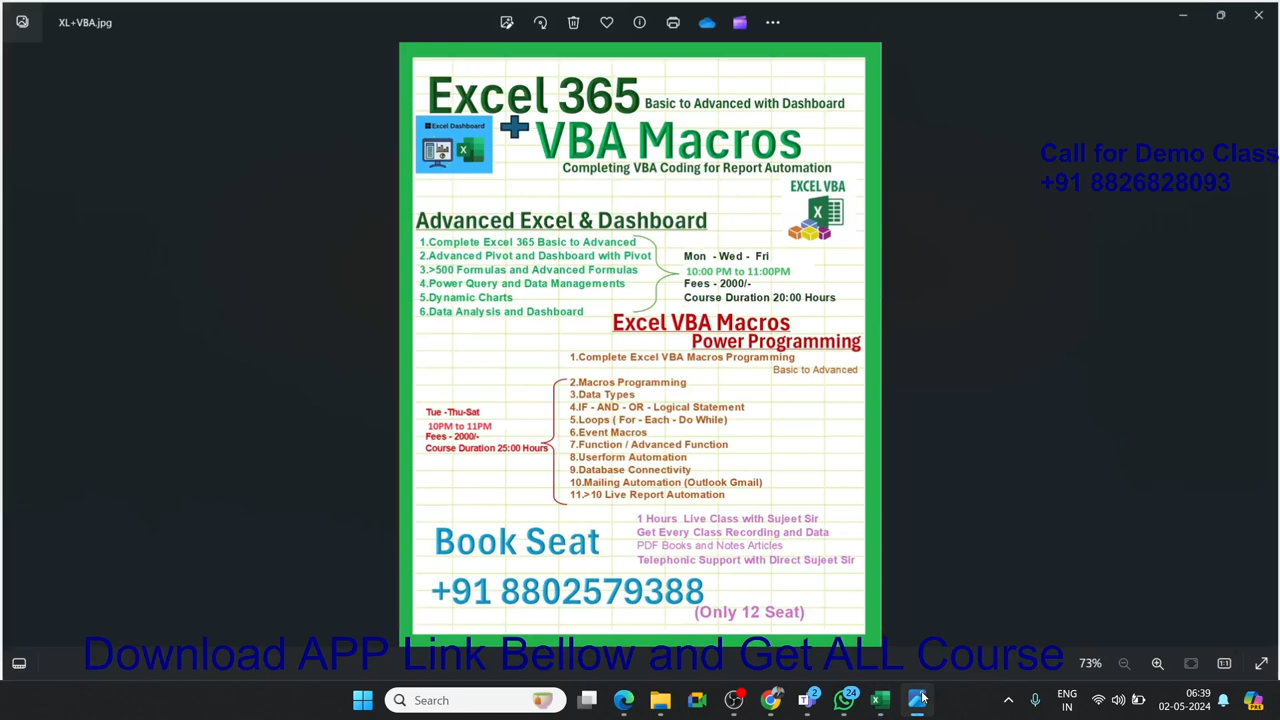 XL+VBA.jpg
Excel 365 Basic to Advanced with Dashboard
Excel Dashboard
VBA Macros
Completing VBA Coding for Report Automation
Call for Demo Class
+91 8826828093
EXCEL VBA
Advanced Excel & Dashboard
1.Complete Excel 365 Basic to Advanced
2.Advanced Pivot and Dashboard with Pivot
3.>500 Formulas and Advanced Formulas
4.Power Query and Data Managements
5.Dynamic Charts
6.Data Analysis and Dashboard
Mon - Wed - Fri
10:00 PM to 11:00PM
Fees - 2000/-
Course Duration 20:00 Hours
Excel VBA Macros
Power Programming
1.Complete Excel VBA Macros Programming
Basic to Advanced
2.Macros Programming
3.Data Types
4.IF - AND - OR - Logical Statement
5.Loops ( For - Each - Do While)
6.Event Macros
7.Function / Advanced Function
8.Userform Automation
9.Database Connectivity
10.Mailing Automation (Outlook Gmail)
11.>10 Live Report Automation
Tue -Thu-Sat
10PM to 11PM
Fees - 2000/-
Course Duration 25:00 Hours
1 Hours Live Class with Sujeet Sir
Get Every Class Recording and Data
PDF Books and Notes Articles
Telephonic Support with Direct Sujeet Sir
Book Seat
+91 8802579388
(Only 12 Seat)
Download APP Link Bellow and Get ALL Course
73%
Search
2
24
ENG
IN
06:39
02-05-2024